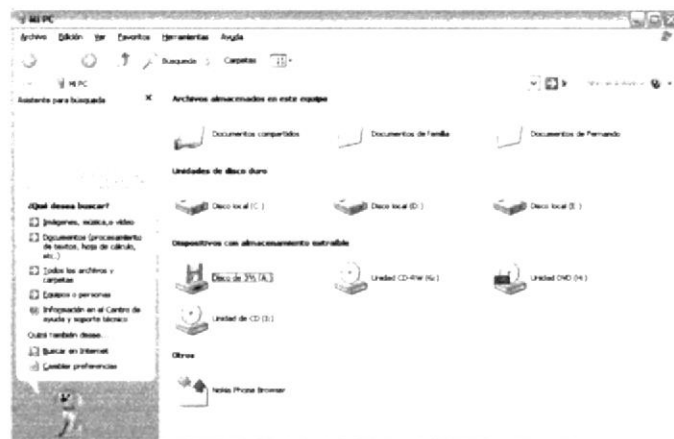 Mi PC
Archivo Edición Ver Favoritos Herramientas Ayuda
Búsqueda Carpetas
Mi PC
Asistente para búsqueda
¿Qué desea buscar?
Imágenes, música, o vídeo
Documentos (procesamiento
de textos, hoja de cálculo,
etc.)
Todos los archivos y
carpetas
Equipos o personas
Información en el Centro de
ayuda y soporte técnico
Quizá también desee...
Buscar en Internet
Cambiar preferencias
Archivos almacenados en este equipo
Documentos compartidos
Documentos de Familia
Documentos de Fernando
Unidades de disco duro
Disco local (C:)
Disco local (D:)
Disco local (E:)
Dispositivos con almacenamiento extraíble
Disco de 3½ (A:)
Unidad CD-RW (G:)
Unidad DVD (H:)
Unidad de CD (I:)
Otros
Nokia Phone Browser